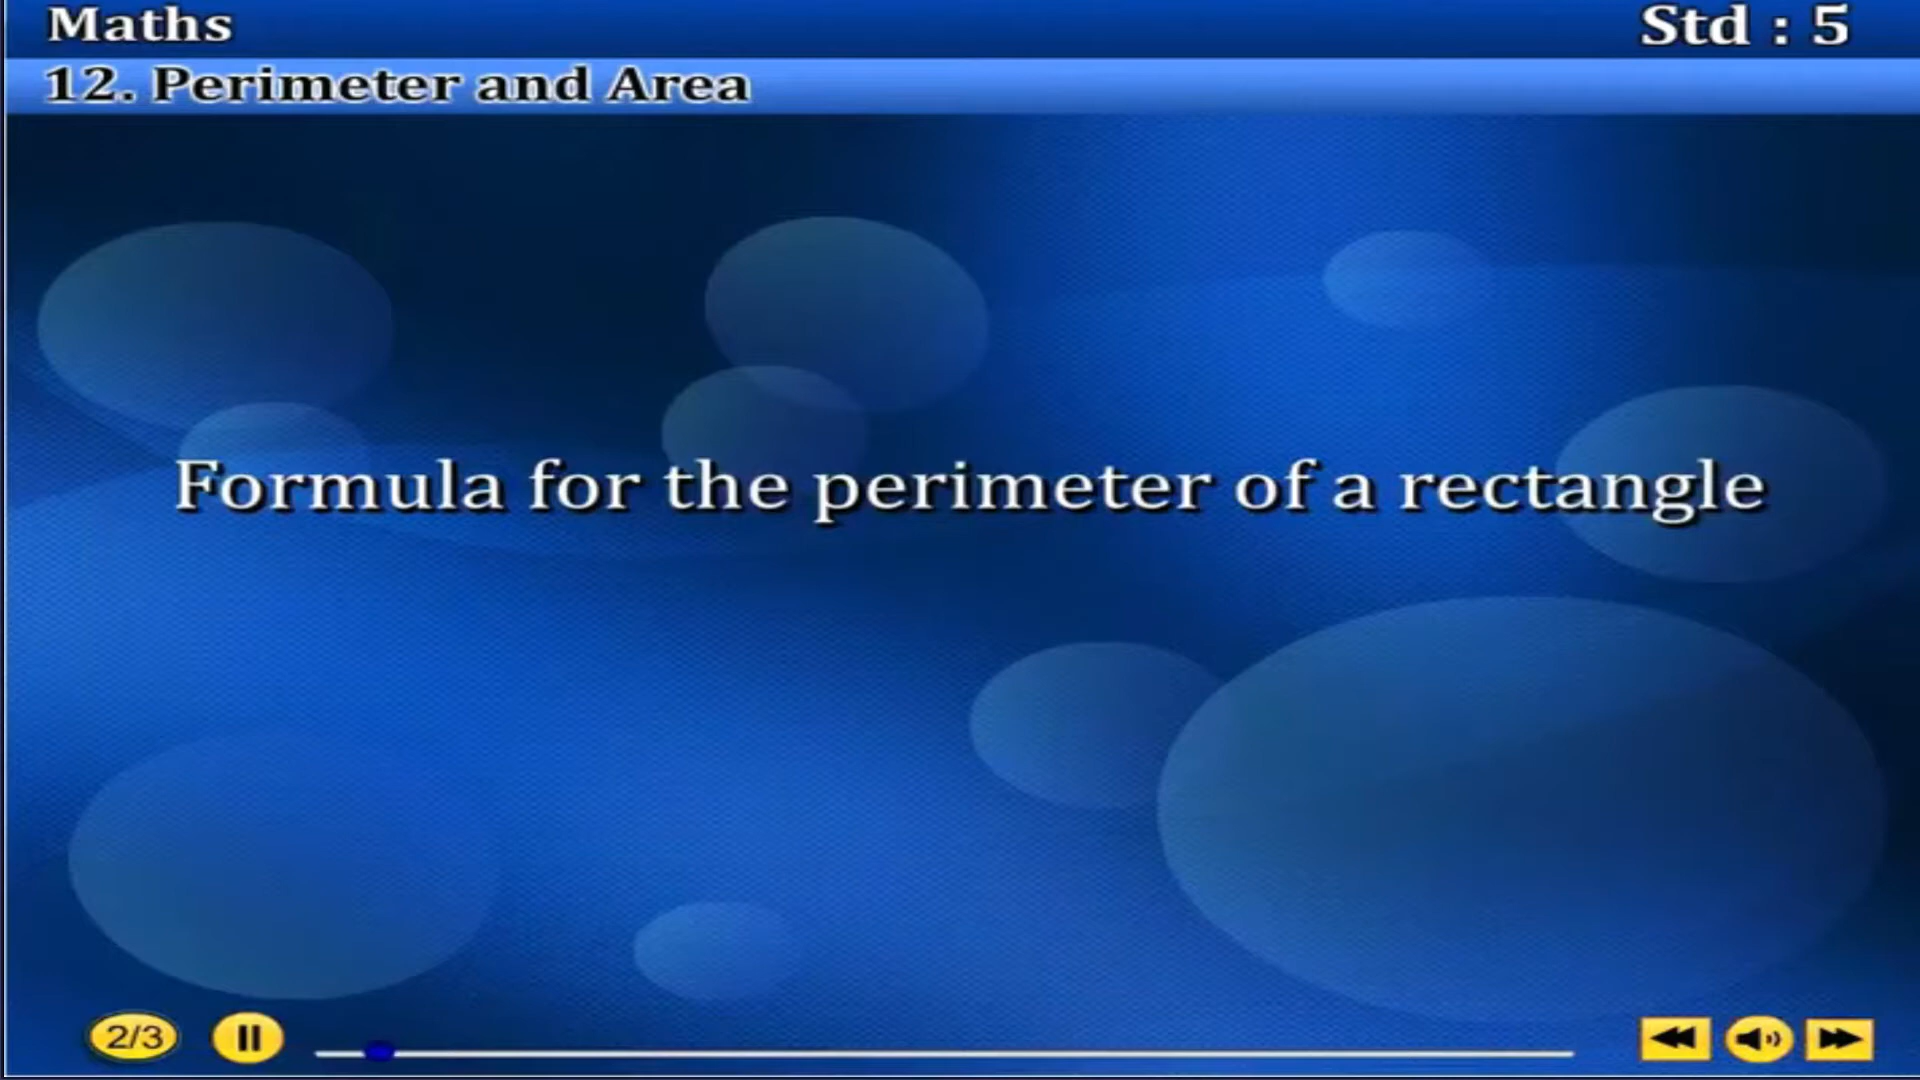 Maths
Std : 5
12. Perimeter and Area
Formula for the perimeter of a rectangle
2/3